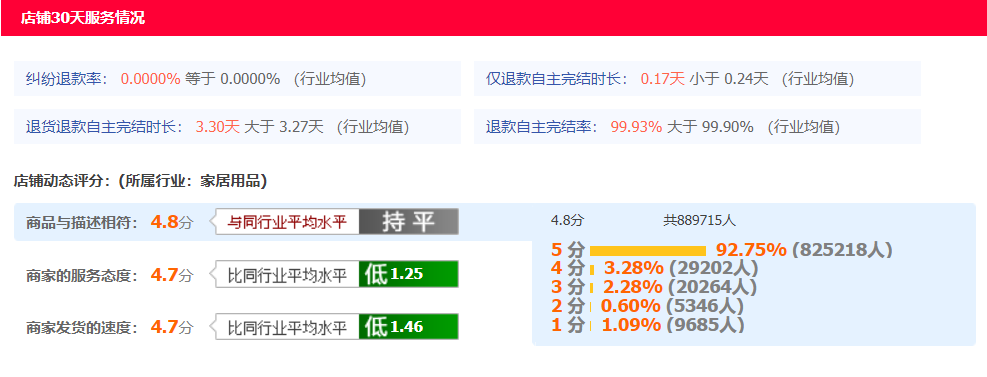 店铺30天服务情况
纠纷退款率： 0.0000% 等于 0.0000% （行业均值）
仅退款自主完结时长： 0.17天 小于 0.24天 （行业均值）
退货退款自主完结时长： 3.30天 大于 3.27天 （行业均值）
退款自主完结率： 99.93% 大于 99.90% （行业均值）
店铺动态评分：(所属行业：家居用品)
商品与描述相符： 4.8分 与同行业平均水平 持平
4.8分 共889715人
5 分 92.75% (825218人)
4 分 3.28% (29202人)
商家的服务态度： 4.7分 比同行业平均水平 低 1.25
3 分 2.28% (20264人)
2 分 0.60% (5346人)
1 分 1.09% (9685人)
商家发货的速度： 4.7分 比同行业平均水平 低 1.46